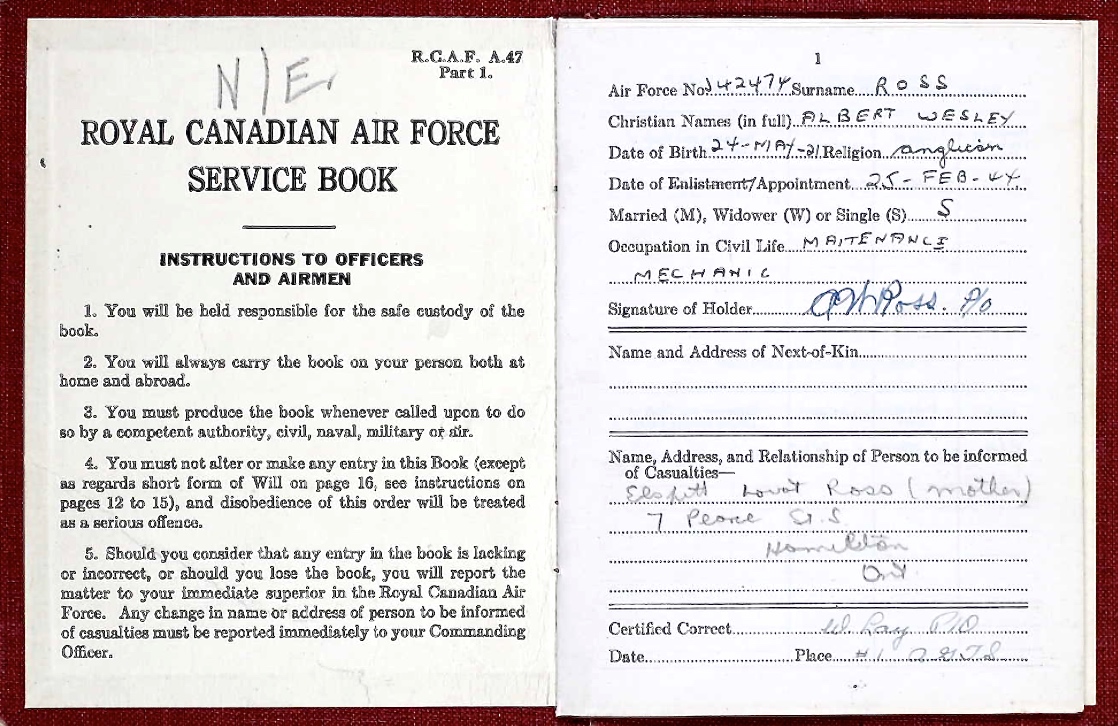 N/E
R.C.A.F. A.47
Part 1.
ROYAL CANADIAN AIR FORCE
SERVICE BOOK
INSTRUCTIONS TO OFFICERS
AND AIRMEN
1. You will be held responsible for the safe custody of the
book.
2. You will always carry the book on your person both at
home and abroad.
3. You must produce the book whenever called upon to do
so by a competent authority, civil, naval, military or air.
4. You must not alter or make any entry in this Book (except
as regards short form of Will on page 16, see instructions on
pages 12 to 15), and disobedience of this order will be treated
as a serious offence.
5. Should you consider that any entry in the book is lacking
or incorrect, or should you lose the book, you will report the
matter to your immediate superior in the Royal Canadian Air
Force. Any change in name or address of person to be informed
of casualties must be reported immediately to your Commanding
Officer.
1
Air Force No. J42474 Surname ROSS
Christian Names (in full) ALBERT WESLEY
Date of Birth 24-MAY-21 Religion Anglican
Date of Enlistment/Appointment 25-FEB-44
Married (M), Widower (W) or Single (S) S
Occupation in Civil Life MAITENANCE
MECHANIC
Signature of Holder AWRoss. P/O
Name and Address of Next-of-Kin
Name, Address, and Relationship of Person to be informed
of Casualties—
Ross (mother)
7 St. S
Hamilton
Ont
Certified Correct W. Ray P/O
Date Place #1